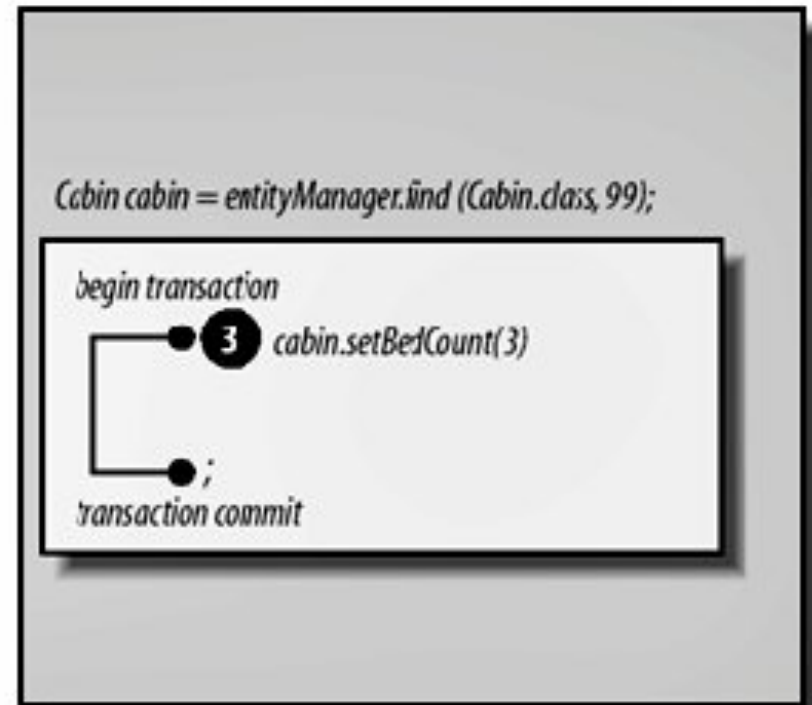 Cabin cabin = entityManager.find (Cabin.class, 99);
begin transaction
3 cabin.setBedCount(3)
;
transaction commit